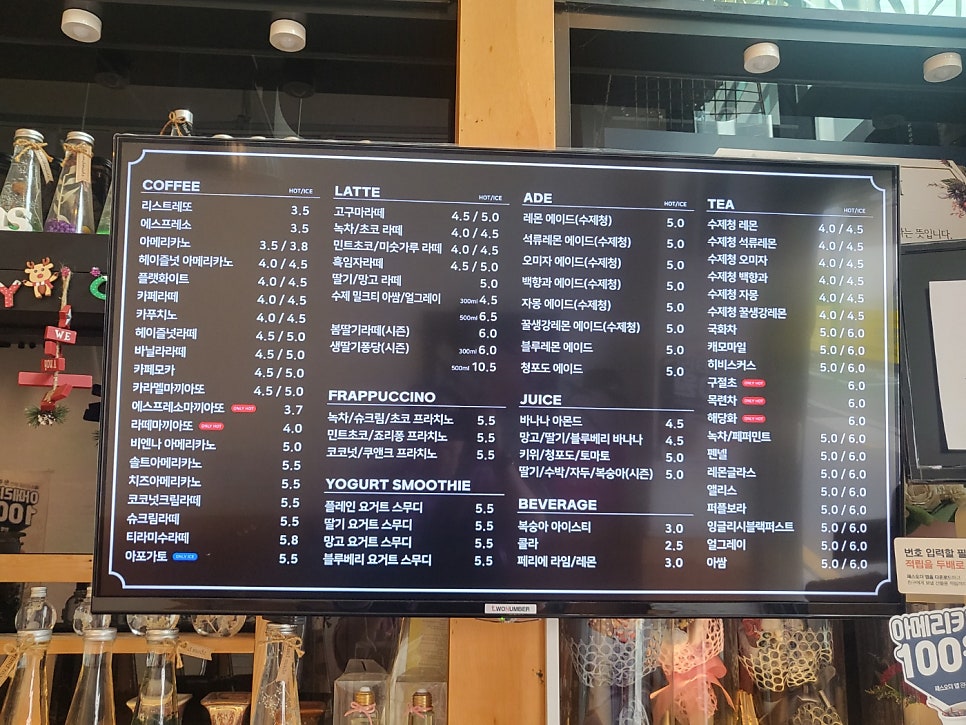 COFFEE HOT/ICE
리스트레또 3.5
에스프레소 3.5
아메리카노 3.5 / 3.8
헤이즐넛 아메리카노 4.0 / 4.5
플랫화이트 4.0 / 4.5
카페라떼 4.0 / 4.5
카푸치노 4.0 / 4.5
헤이즐넛라떼 4.5 / 5.0
바닐라라떼 4.5 / 5.0
카페모카 4.5 / 5.0
카라멜마끼아또 4.5 / 5.0
에스프레소마끼아또 ONLY HOT 3.7
라떼마끼아또 ONLY HOT 4.0
비엔나 아메리카노 5.0
솔트아메리카노 5.5
치즈아메리카노 5.5
코코넛크림라떼 5.5
슈크림라떼 5.5
티라미수라떼 5.8
아포가토 ONLY ICE 5.5
LATTE HOT/ICE
고구마라떼 4.5 / 5.0
녹차/초코 라떼 4.0 / 4.5
민트초코/미숫가루 라떼 4.0 / 4.5
흑임자라떼 4.5 / 5.0
딸기/망고 라떼 5.0
수제 밀크티 아쌈/얼그레이 300ml 4.5
500ml 6.5
봄딸기라떼(시즌) 6.0
생딸기퐁당(시즌) 300ml 6.0
500ml 10.5
FRAPPUCCINO
녹차/슈크림/초코 프라치노 5.5
민트초코/죠리퐁 프라치노 5.5
코코넛/쿠앤크 프라치노 5.5
YOGURT SMOOTHIE
플레인 요거트 스무디 5.5
딸기 요거트 스무디 5.5
망고 요거트 스무디 5.5
블루베리 요거트 스무디 5.5
ADE HOT/ICE
레몬 에이드(수제청) 5.0
석류레몬 에이드(수제청) 5.0
오미자 에이드(수제청) 5.0
백향과 에이드(수제청) 5.0
자몽 에이드(수제청) 5.0
꿀생강레몬 에이드(수제청) 5.0
블루레몬 에이드 5.0
청포도 에이드 5.0
JUICE
바나나 아몬드 4.5
망고/딸기/블루베리 바나나 4.5
키위/청포도/토마토 5.0
딸기/수박/자두/복숭아(시즌) 5.0
BEVERAGE
복숭아 아이스티 3.0
콜라 2.5
페리에 라임/레몬 3.0
TEA HOT/ICE
수제청 레몬 4.0 / 4.5
수제청 석류레몬 4.0 / 4.5
수제청 오미자 4.0 / 4.5
수제청 백향과 4.0 / 4.5
수제청 자몽 4.0 / 4.5
수제청 꿀생강레몬 4.0 / 4.5
국화차 5.0 / 6.0
캐모마일 5.0 / 6.0
히비스커스 5.0 / 6.0
구절초 ONLY HOT 6.0
목련차 ONLY HOT 6.0
해당화 ONLY HOT 6.0
녹차/페퍼민트 5.0 / 6.0
펜넬 5.0 / 6.0
레몬글라스 5.0 / 6.0
앨리스 5.0 / 6.0
퍼플보라 5.0 / 6.0
잉글리시블랙퍼스트 5.0 / 6.0
얼그레이 5.0 / 6.0
아쌈 5.0 / 6.0
TWONUMBER
는 뜻입니다.
번호 입력할 필
적립을 두배로
아메리카
100
WE
YOU